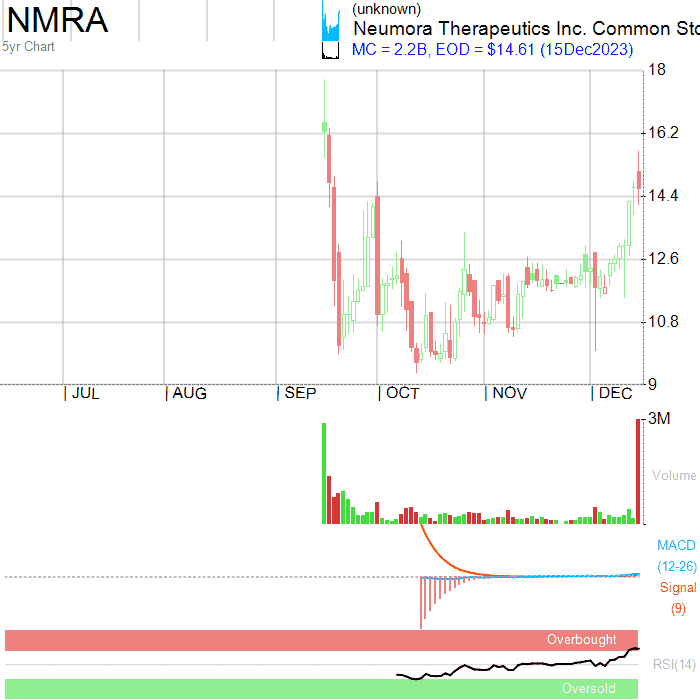 NMRA
5yr Chart
(unknown)
Neumora Therapeutics Inc. Common Sto
MC = 2.2B, EOD = $14.61 (15Dec2023)
18
16.2
14.4
12.6
10.8
9
JUL
AUG
SEP
OCT
NOV
DEC
3M
Volume
MACD
(12-26)
Signal
(9)
Overbought
RSI(14)
Oversold